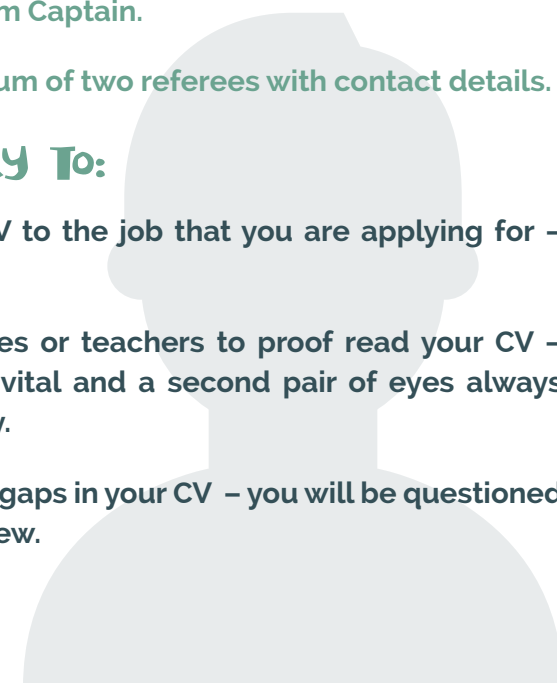 m Captain.
um of two referees with contact details.
y To:
V to the job that you are applying for –
es or teachers to proof read your CV –
vital and a second pair of eyes always
y.
gaps in your CV – you will be questioned
ew.